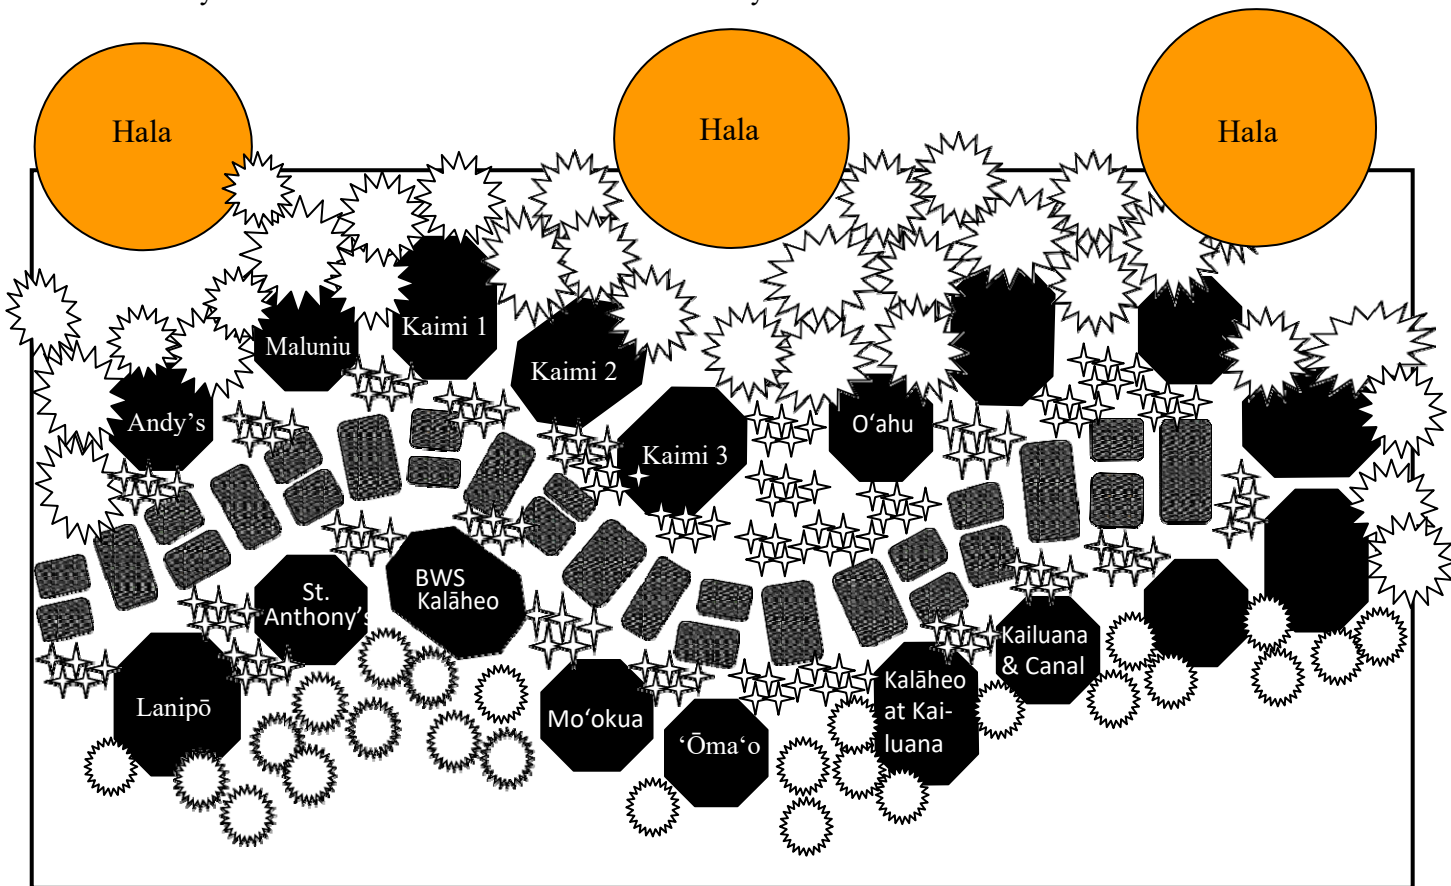 Hala
Hala
Hala
Kaimi 1
Maluniu
Kaimi 2
Andy's
Oʻahu
Kaimi 3
St.
Anthony's
BWS
Kalāheo
Kailuana
& Canal
Lanipō
Moʻokua
ʻŌmaʻo
Kalāheo
at Kai-
luana